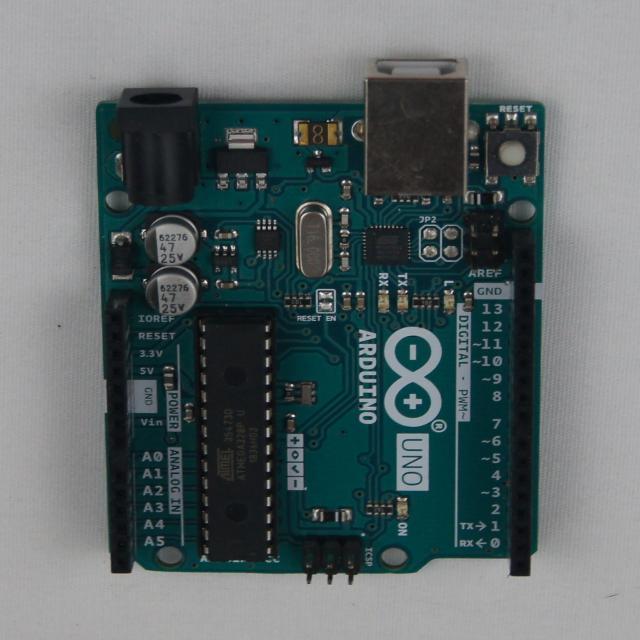 RESET
62276
47
25V
62276
47
25V
JP2
AREF
GND
RX
TX
L
RESET EN
IOREF
RESET
3.3V
5V
GND
Vin
POWER
A0
A1
A2
A3
A4
A5
ANALOG IN
ATMEL
ATMEGA328P U
ARDUINO
UNO
DIGITAL - PWM~
13
12
~11
~10
~9
8
7
~6
~5
4
~3
2
TX→1
RX←0
ON
ICSP